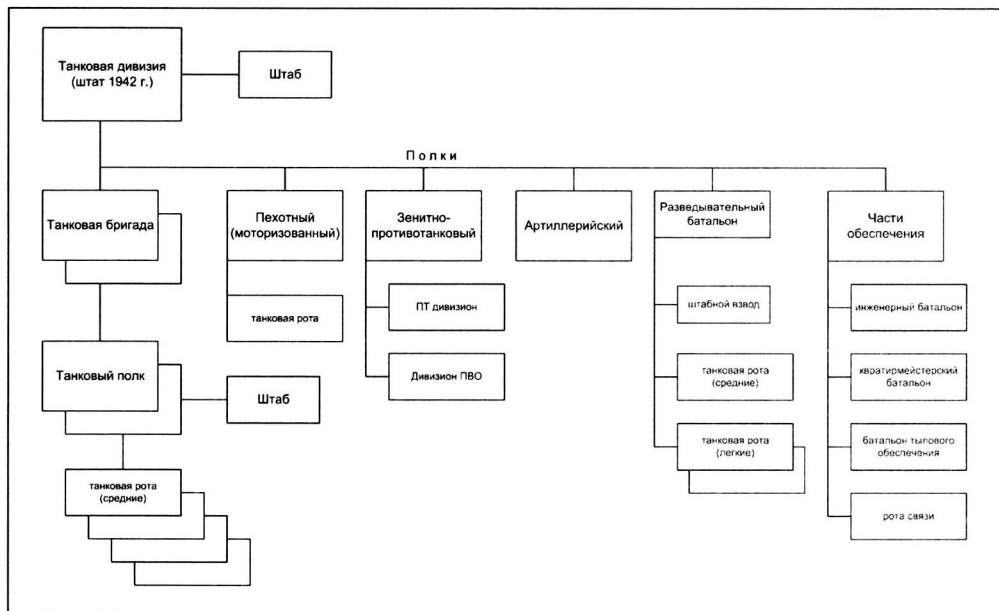 Танковая дивизия
(штат 1942 г.)
Штаб
Полки
Танковая бригада
Пехотный
(моторизованный)
Зенитно-
противотанковый
Артиллерийский
Разведывательный
батальон
Части
обеспечения
танковая рота
ПТ дивизион
штабной взвод
инженерный батальон
Танковый полк
Штаб
Дивизион ПВО
танковая рота
(средние)
квратирмейстерский
батальон
танковая рота
(легкие)
батальон тылового
обеспечения
танковая рота
(средние)
рота связи